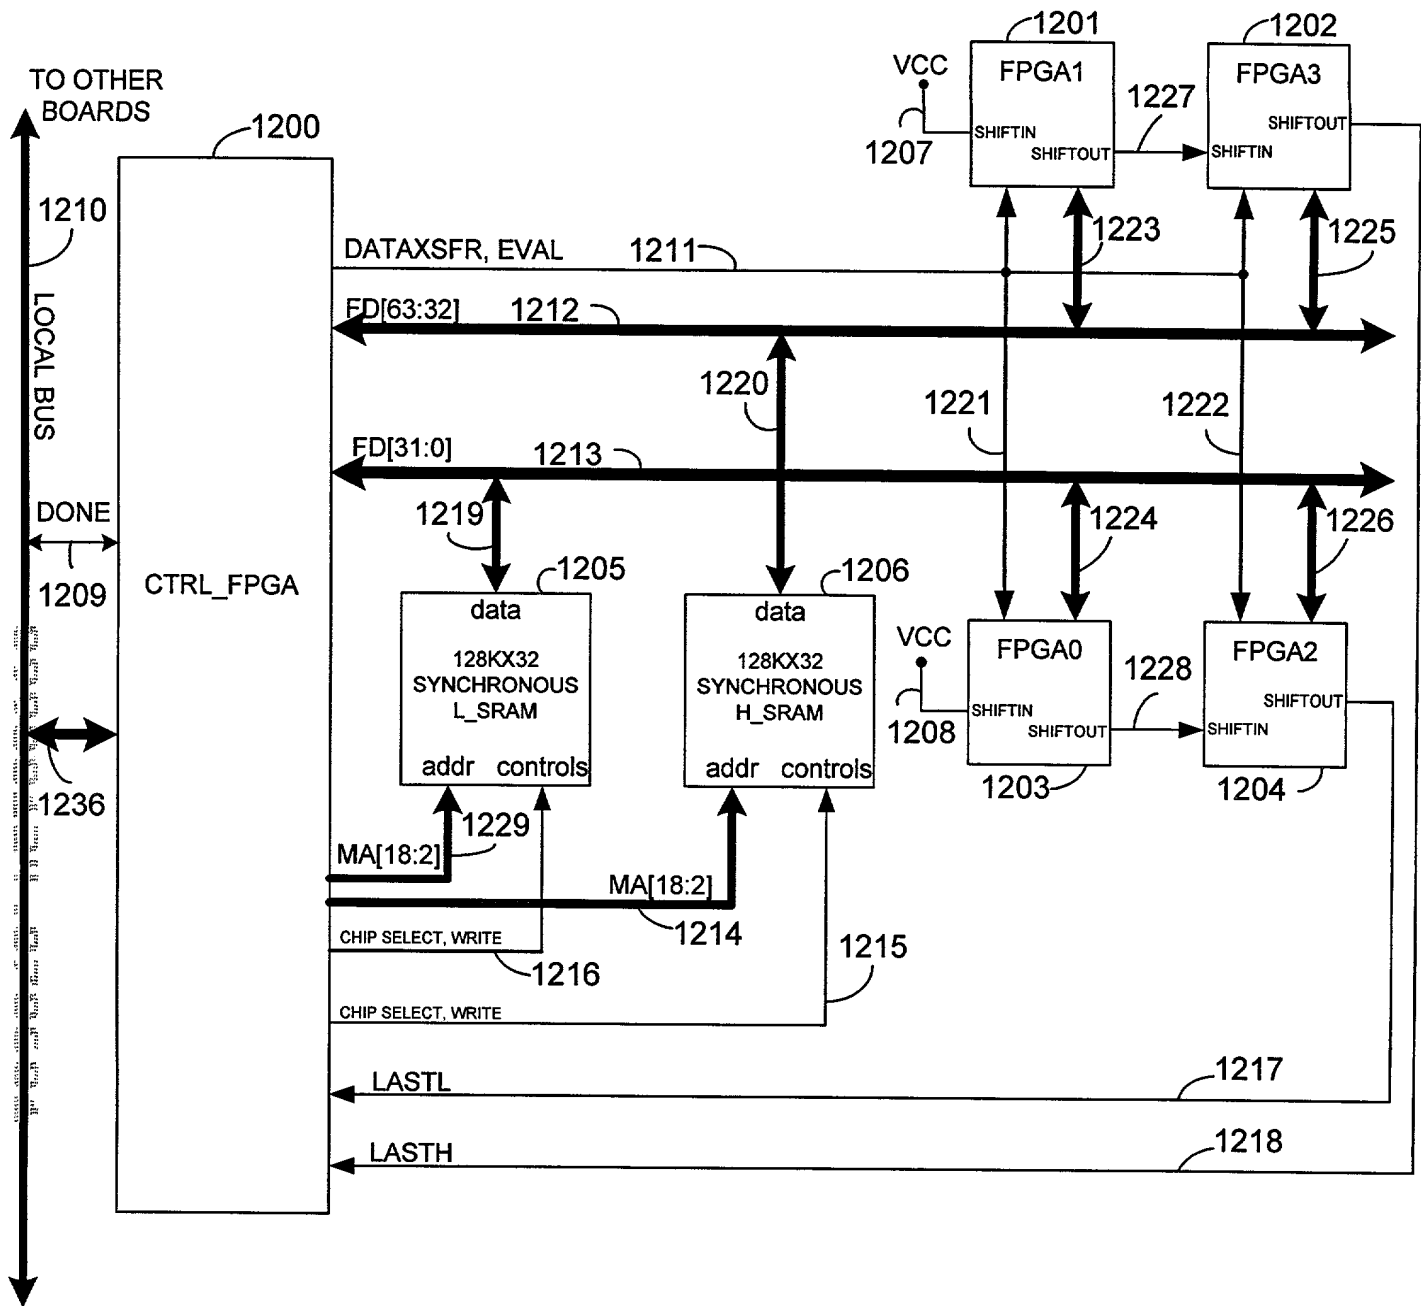 TO OTHER
BOARDS
1200
1210
LOCAL BUS
DONE
1209
1236
CTRL_FPGA
DATAXSFR, EVAL
1211
FD[63:32]
1212
FD[31:0]
1213
1219
1220
1205
data
128KX32
SYNCHRONOUS
L_SRAM
addr controls
1206
data
128KX32
SYNCHRONOUS
H_SRAM
addr controls
MA[18:2]
1229
MA[18:2]
1214
CHIP SELECT, WRITE
1216
CHIP SELECT, WRITE
1215
LASTL
1217
LASTH
1218
1201
FPGA1
SHIFTIN
SHIFTOUT
VCC
1207
1227
1202
FPGA3
SHIFTOUT
SHIFTIN
1223
1225
1221
1222
1224
1226
VCC
1208
FPGA0
SHIFTIN
SHIFTOUT
1203
1228
FPGA2
SHIFTOUT
SHIFTIN
1204